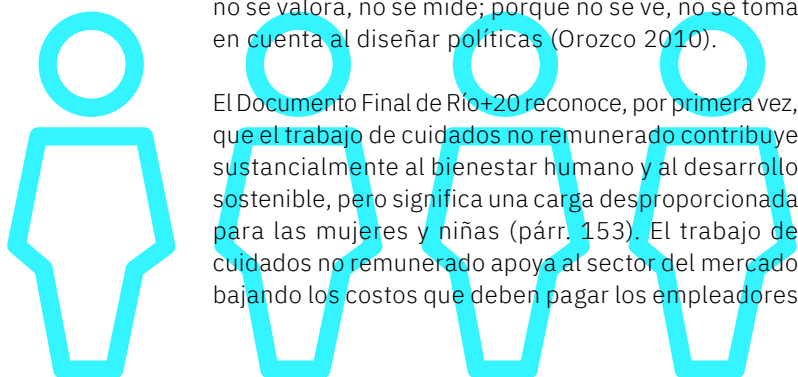 no se valora, no se mide; porque no se ve, no se toma
en cuenta al diseñar políticas (Orozco 2010).
El Documento Final de Río+20 reconoce, por primera vez,
que el trabajo de cuidados no remunerado contribuye
sustancialmente al bienestar humano y al desarrollo
sostenible, pero significa una carga desproporcionada
para las mujeres y niñas (párr. 153). El trabajo de
cuidados no remunerado apoya al sector del mercado
bajando los costos que deben pagar los empleadores